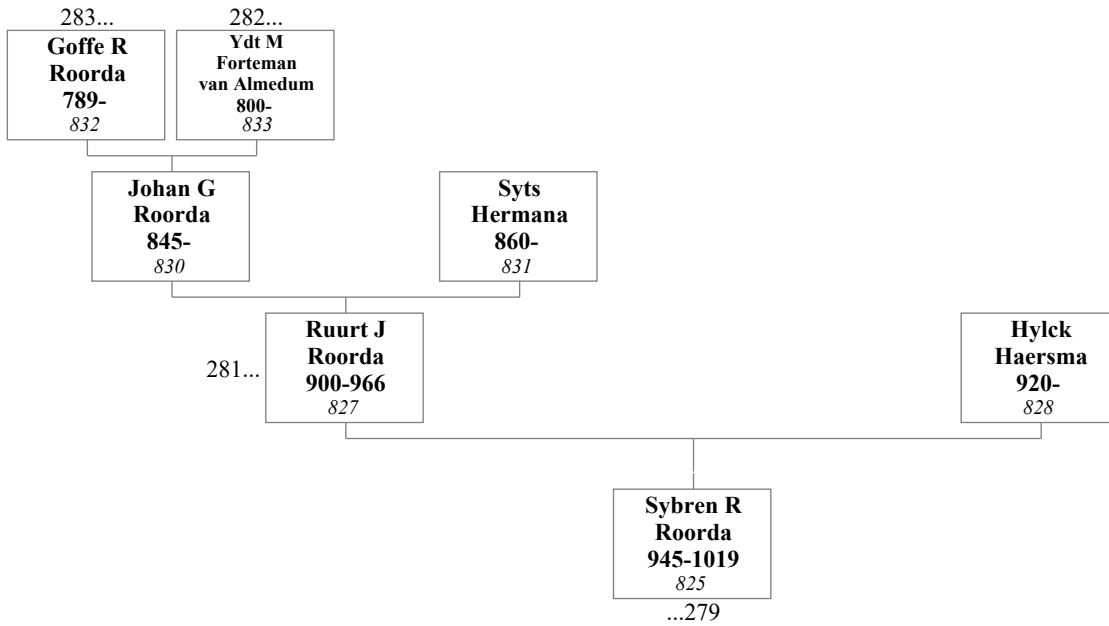 283...
282...
Goffe R
Roorda
789-
832
Ydt M
Forteman
van Almedum
800-
833
Johan G
Roorda
845-
830
Syts
Hermana
860-
831
281...
Ruurt J
Roorda
900-966
827
Hylck
Haersma
920-
828
Sybren R
Roorda
945-1019
825
...279